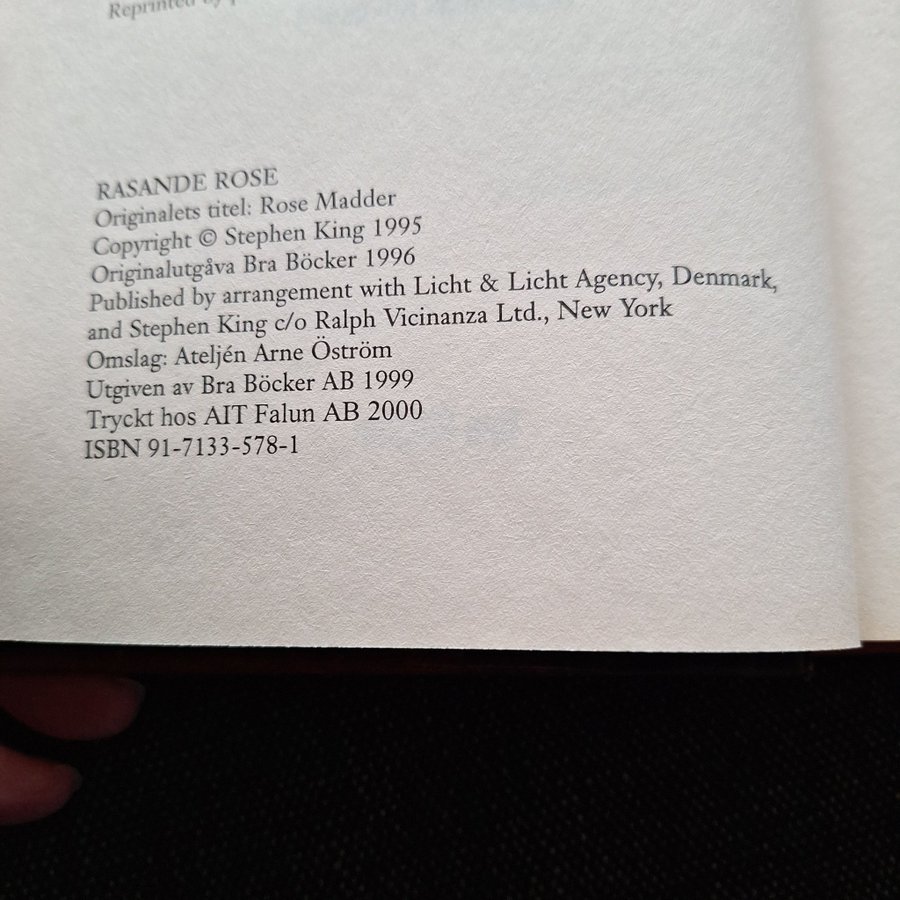 Reprinted by
RASANDE ROSE
Originalets titel: Rose Madder
Copyright © Stephen King 1995
Originalutgåva Bra Böcker 1996
Published by arrangement with Licht & Licht Agency, Denmark,
and Stephen King c/o Ralph Vicinanza Ltd., New York
Omslag: Ateljén Arne Öström
Utgiven av Bra Böcker AB 1999
Tryckt hos AIT Falun AB 2000
ISBN 91-7133-578-1